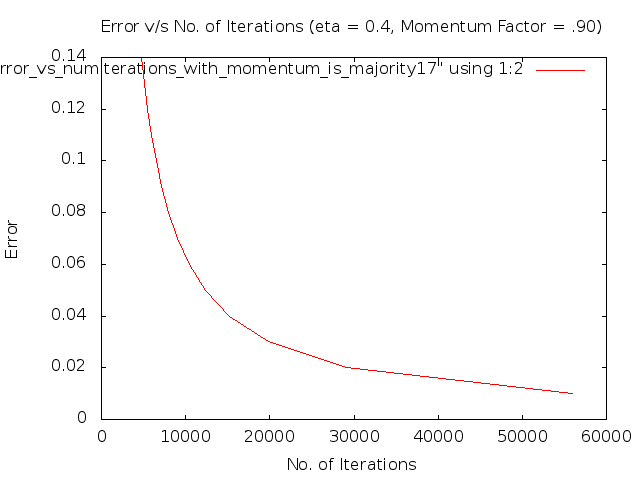 Error v/s No. of Iterations (eta = 0.4, Momentum Factor = .90)
0.14
rror_vs_numiterations_with_momentum_is_majority17" using 1:2
0.12
0.1
0.08
0.06
0.04
0.02
0
Error
0 10000 20000 30000 40000 50000 60000
No. of Iterations